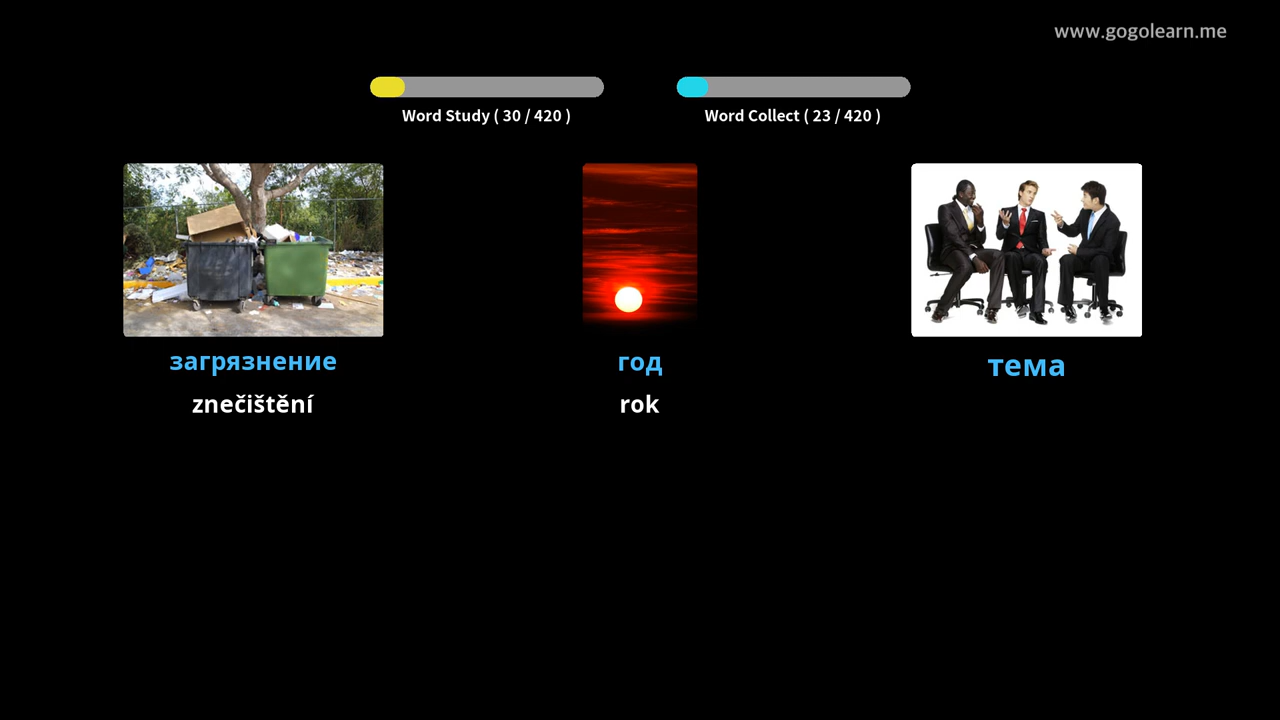 www.gogolearn.me
Word Study ( 30 / 420 )
Word Collect ( 23 / 420 )
загрязнение
год
тема
znečištění
rok